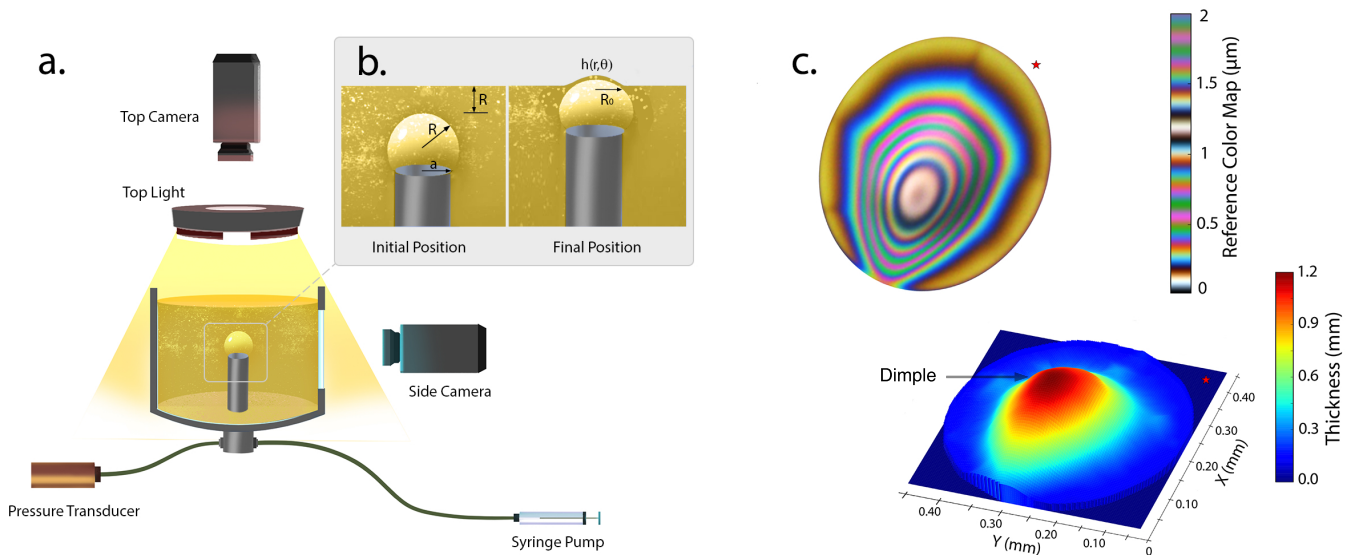 a.
Top Camera
Top Light
Side Camera
Pressure Transducer
Syringe Pump
b.
R
R
a
Initial Position
h(r,θ)
R₀
Final Position
c.
2
1.5
1
0.5
0
Reference Color Map (μm)
Dimple
1.2
0.9
0.6
0.3
0.0
Thickness (mm)
0.40
0.30
0.20
0.10
X (mm)
0.40
0.30
0.20
0.10
0
Y (mm)